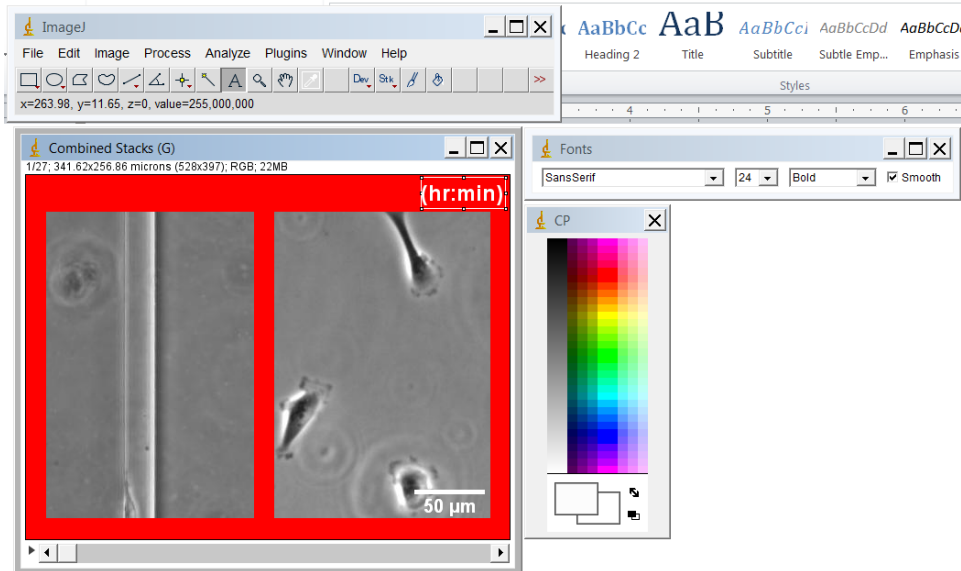 ImageJ
File Edit Image Process Analyze Plugins Window Help
A Dev Stk >>
x=263.98, y=11.65, z=0, value=255,000,000
AaBbCc AaB AaBbCcI AaBbCcDd AaBbCcDd
Heading 2 Title Subtitle Subtle Emp... Emphasis
Styles
4 5 6
Combined Stacks (G)
1/27; 341.62x256.86 microns (528x397); RGB; 22MB
(hr:min)
50 µm
Fonts
SansSerif 24 Bold Smooth
CP